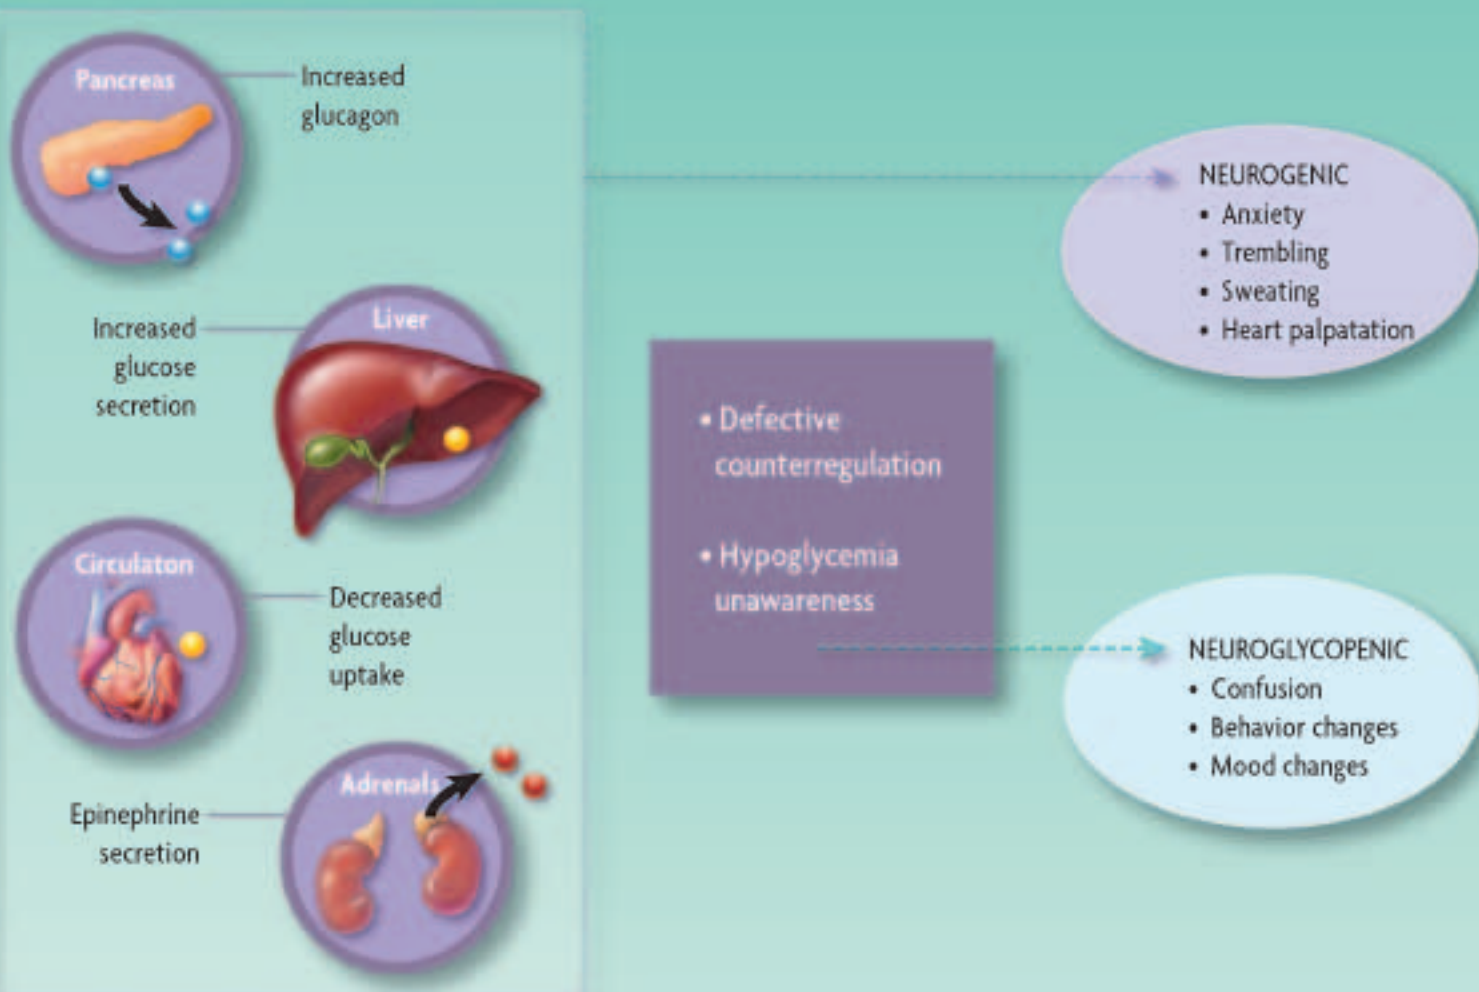 Pancreas
Increased
glucagon
Liver
Increased
glucose
secretion
Circulaton
Decreased
glucose
uptake
Adrenals
Epinephrine
secretion
• Defective
counterregulation
• Hypoglycemia
unawareness
NEUROGENIC
• Anxiety
• Trembling
• Sweating
• Heart palpatation
NEUROGLYCOPENIC
• Confusion
• Behavior changes
• Mood changes